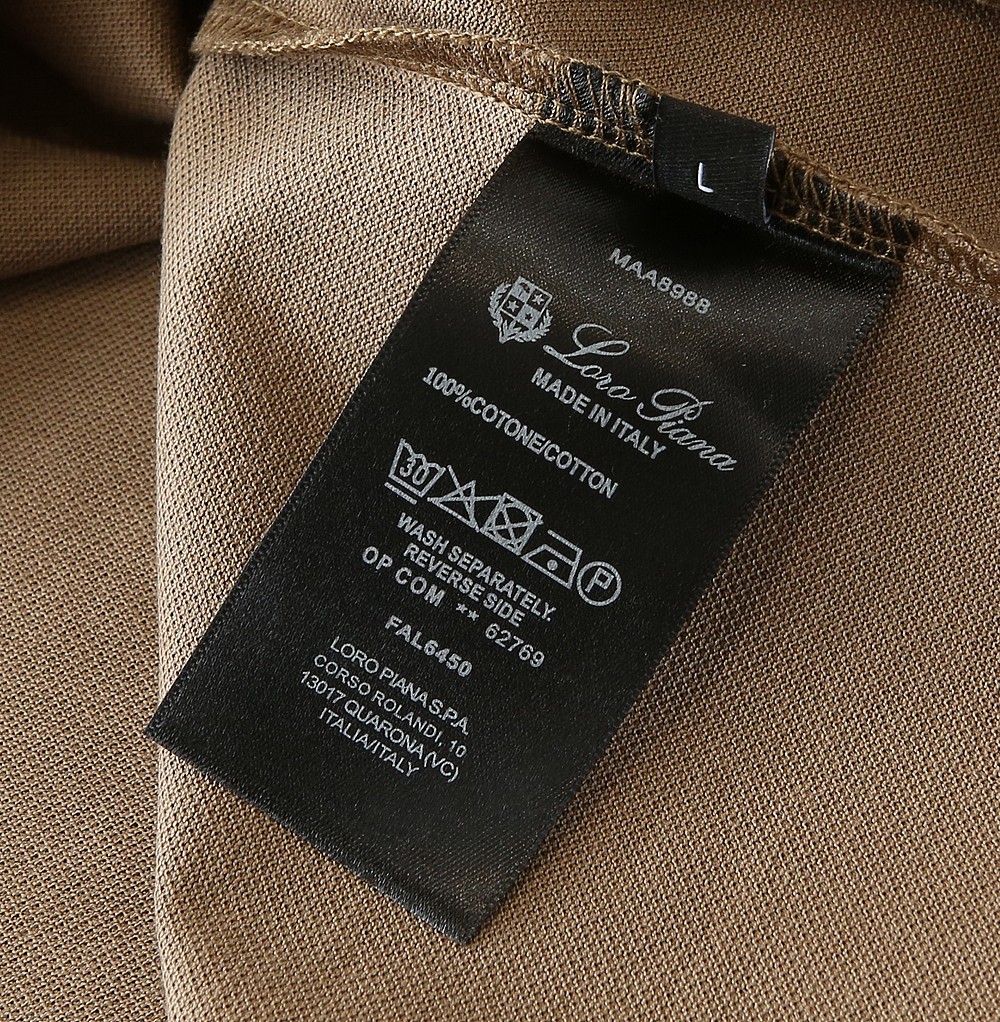 L
MAA8988
Loro Piana
MADE IN ITALY
100%COTONE/COTTON
30 P
WASH SEPARATELY.
REVERSE SIDE
OP COM ** 62769
FAL6450
LORO PIANA S.P.A.
CORSO ROLANDI, 10
13017 QUARONA(VC)
ITALIA/ITALY